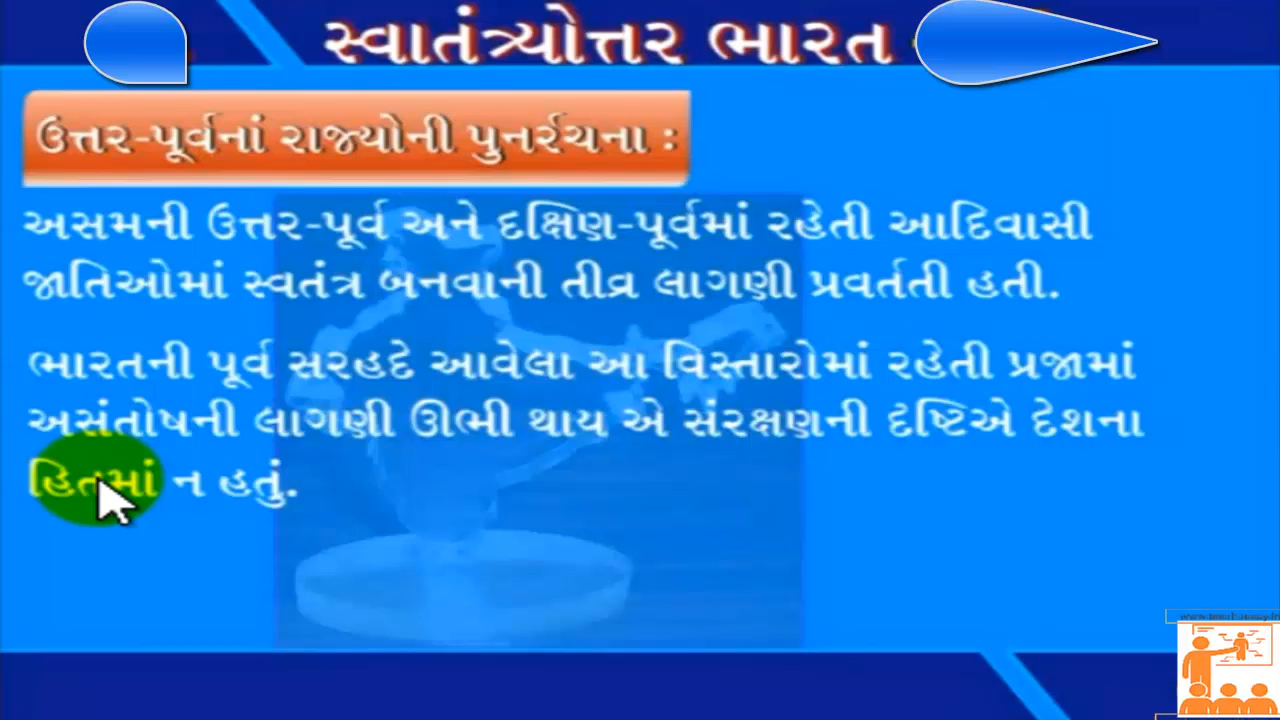 સ્વાતંત્ર્યોત્તર ભારત
ઉત્તર-પૂર્વનાં રાજ્યોની પુનર્રચના :
અસમની ઉત્તર-પૂર્વ અને દક્ષિણ-પૂર્વમાં રહેતી આદિવાસી
જાતિઓમાં સ્વતંત્ર બનવાની તીવ્ર લાગણી પ્રવર્તતી હતી.
ભારતની પૂર્વ સરહદે આવેલા આ વિસ્તારોમાં રહેતી પ્રજામાં
અસંતોષની લાગણી ઊભી થાય એ સંરક્ષણની દૃષ્ટિએ દેશના
હિતમાં ન હતું.